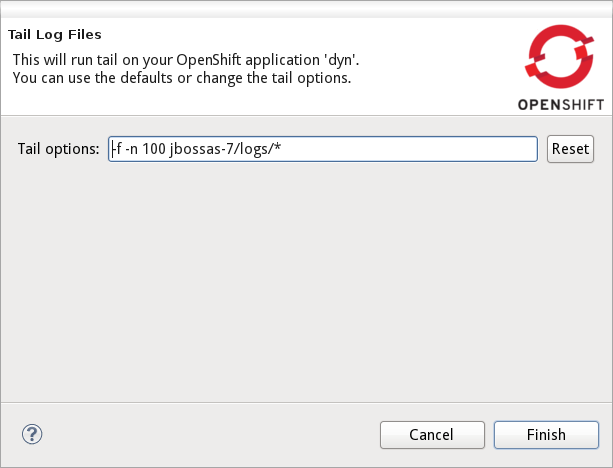 Tail Log Files
This will run tail on your OpenShift application 'dyn'.
You can use the defaults or change the tail options.
OPENSHIFT
Tail options: -f -n 100 jbossas-7/logs/* Reset
? Cancel Finish